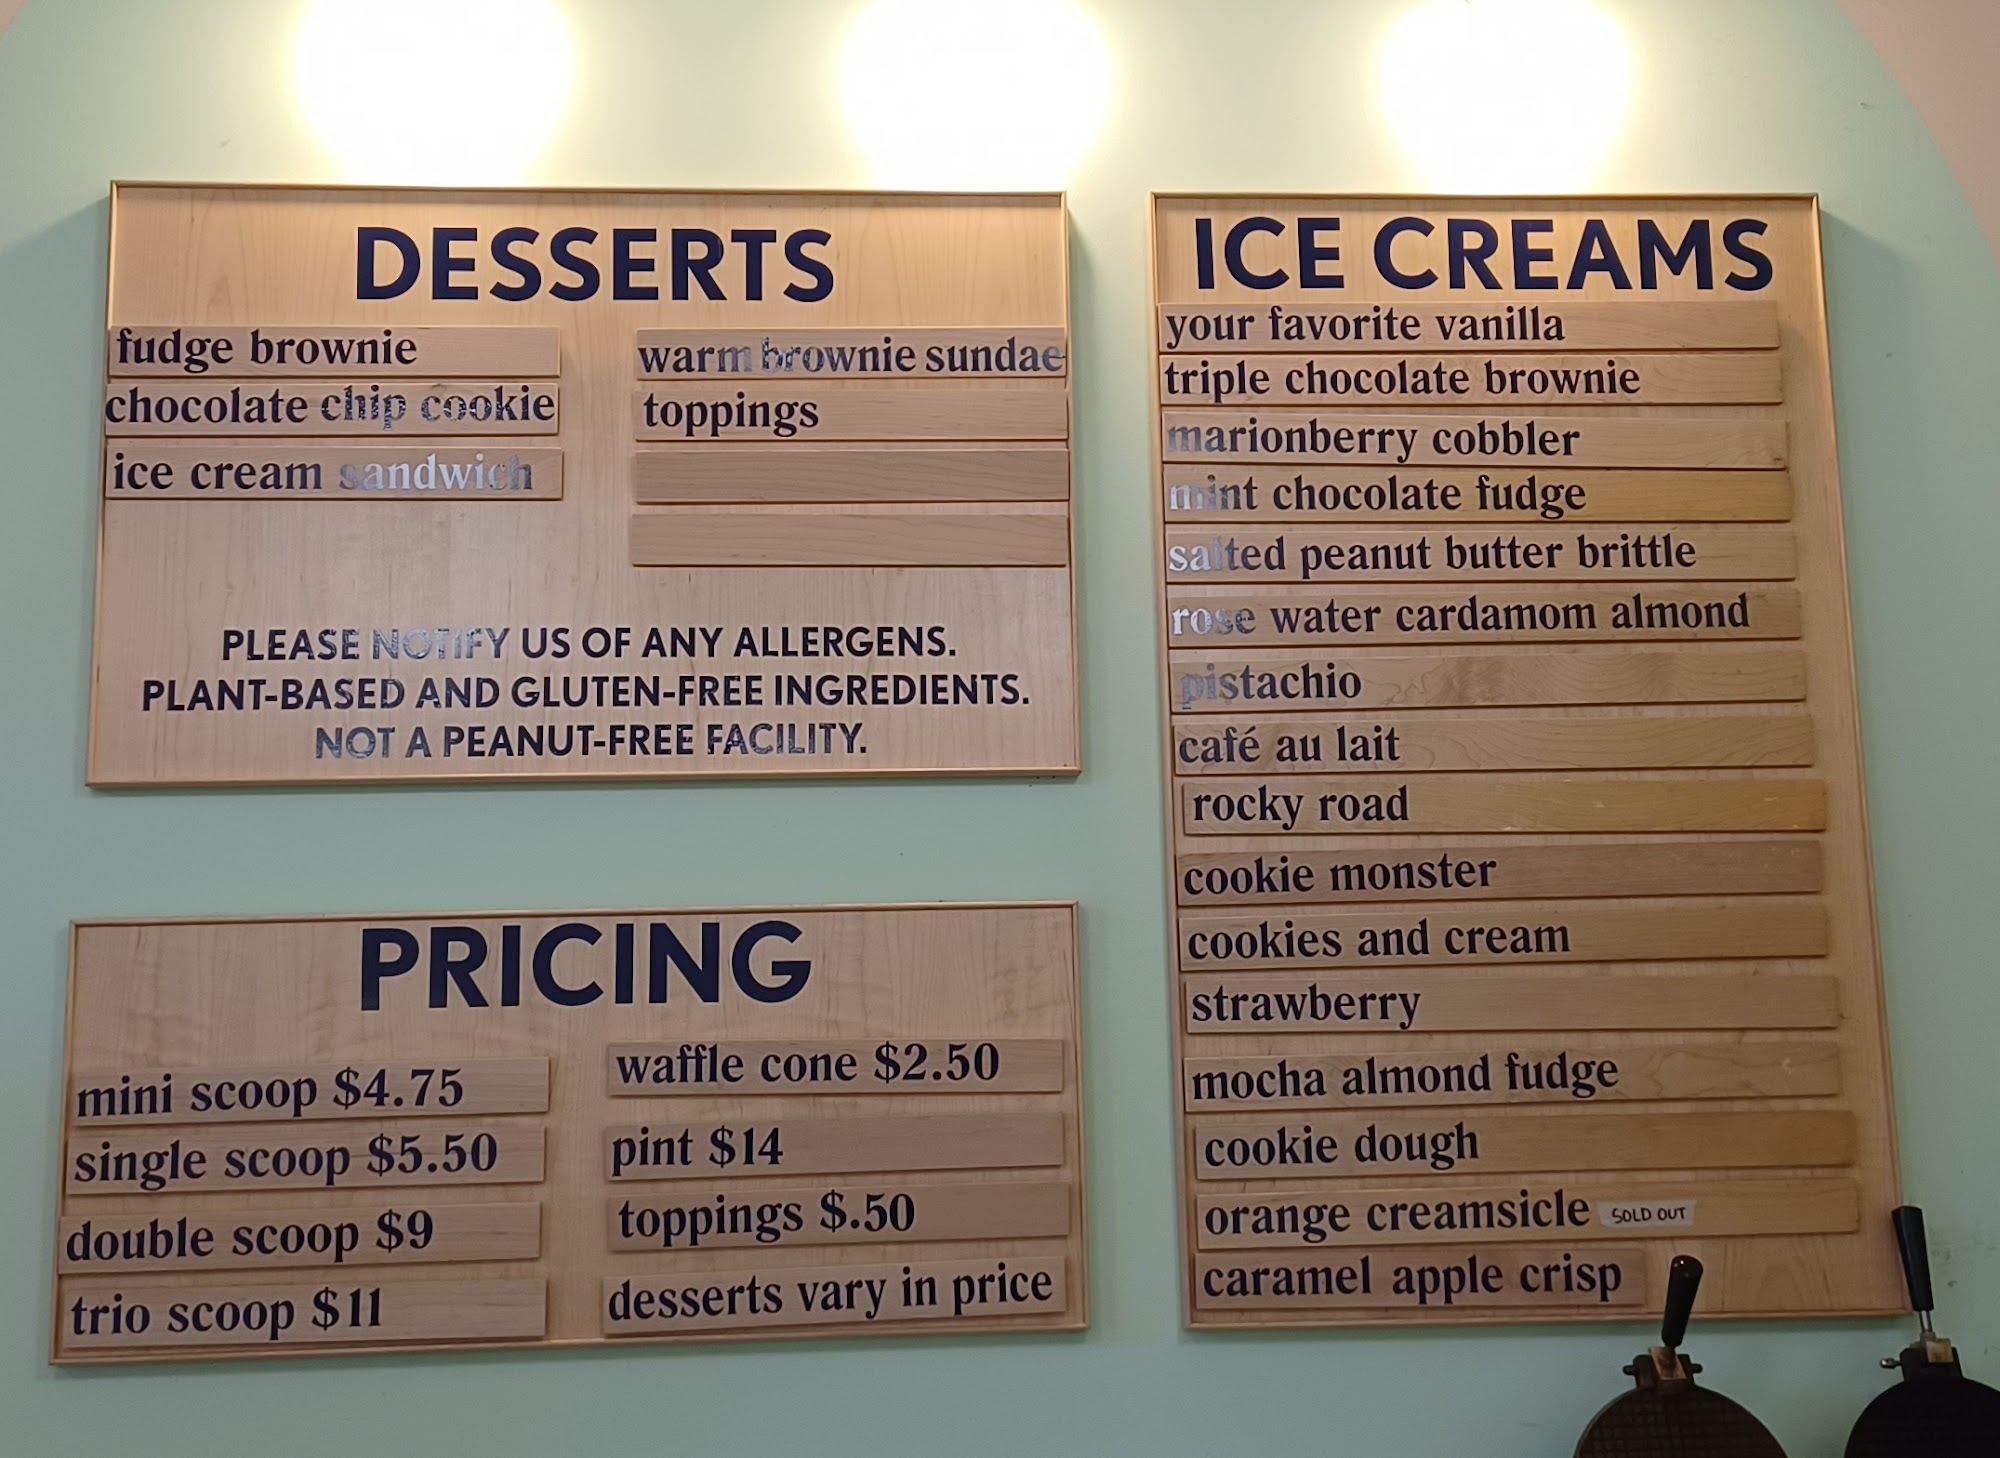 DESSERTS
fudge brownie
chocolate chip cookie
ice cream sandwich
warm brownie sundae
toppings
PLEASE NOTIFY US OF ANY ALLERGENS.
PLANT-BASED AND GLUTEN-FREE INGREDIENTS.
NOT A PEANUT-FREE FACILITY.
PRICING
mini scoop $4.75
single scoop $5.50
double scoop $9
trio scoop $11
waffle cone $2.50
pint $14
toppings $.50
desserts vary in price
ICE CREAMS
your favorite vanilla
triple chocolate brownie
marionberry cobbler
mint chocolate fudge
salted peanut butter brittle
rose water cardamom almond
pistachio
café au lait
rocky road
cookie monster
cookies and cream
strawberry
mocha almond fudge
cookie dough
orange creamsicle SOLD OUT
caramel apple crisp